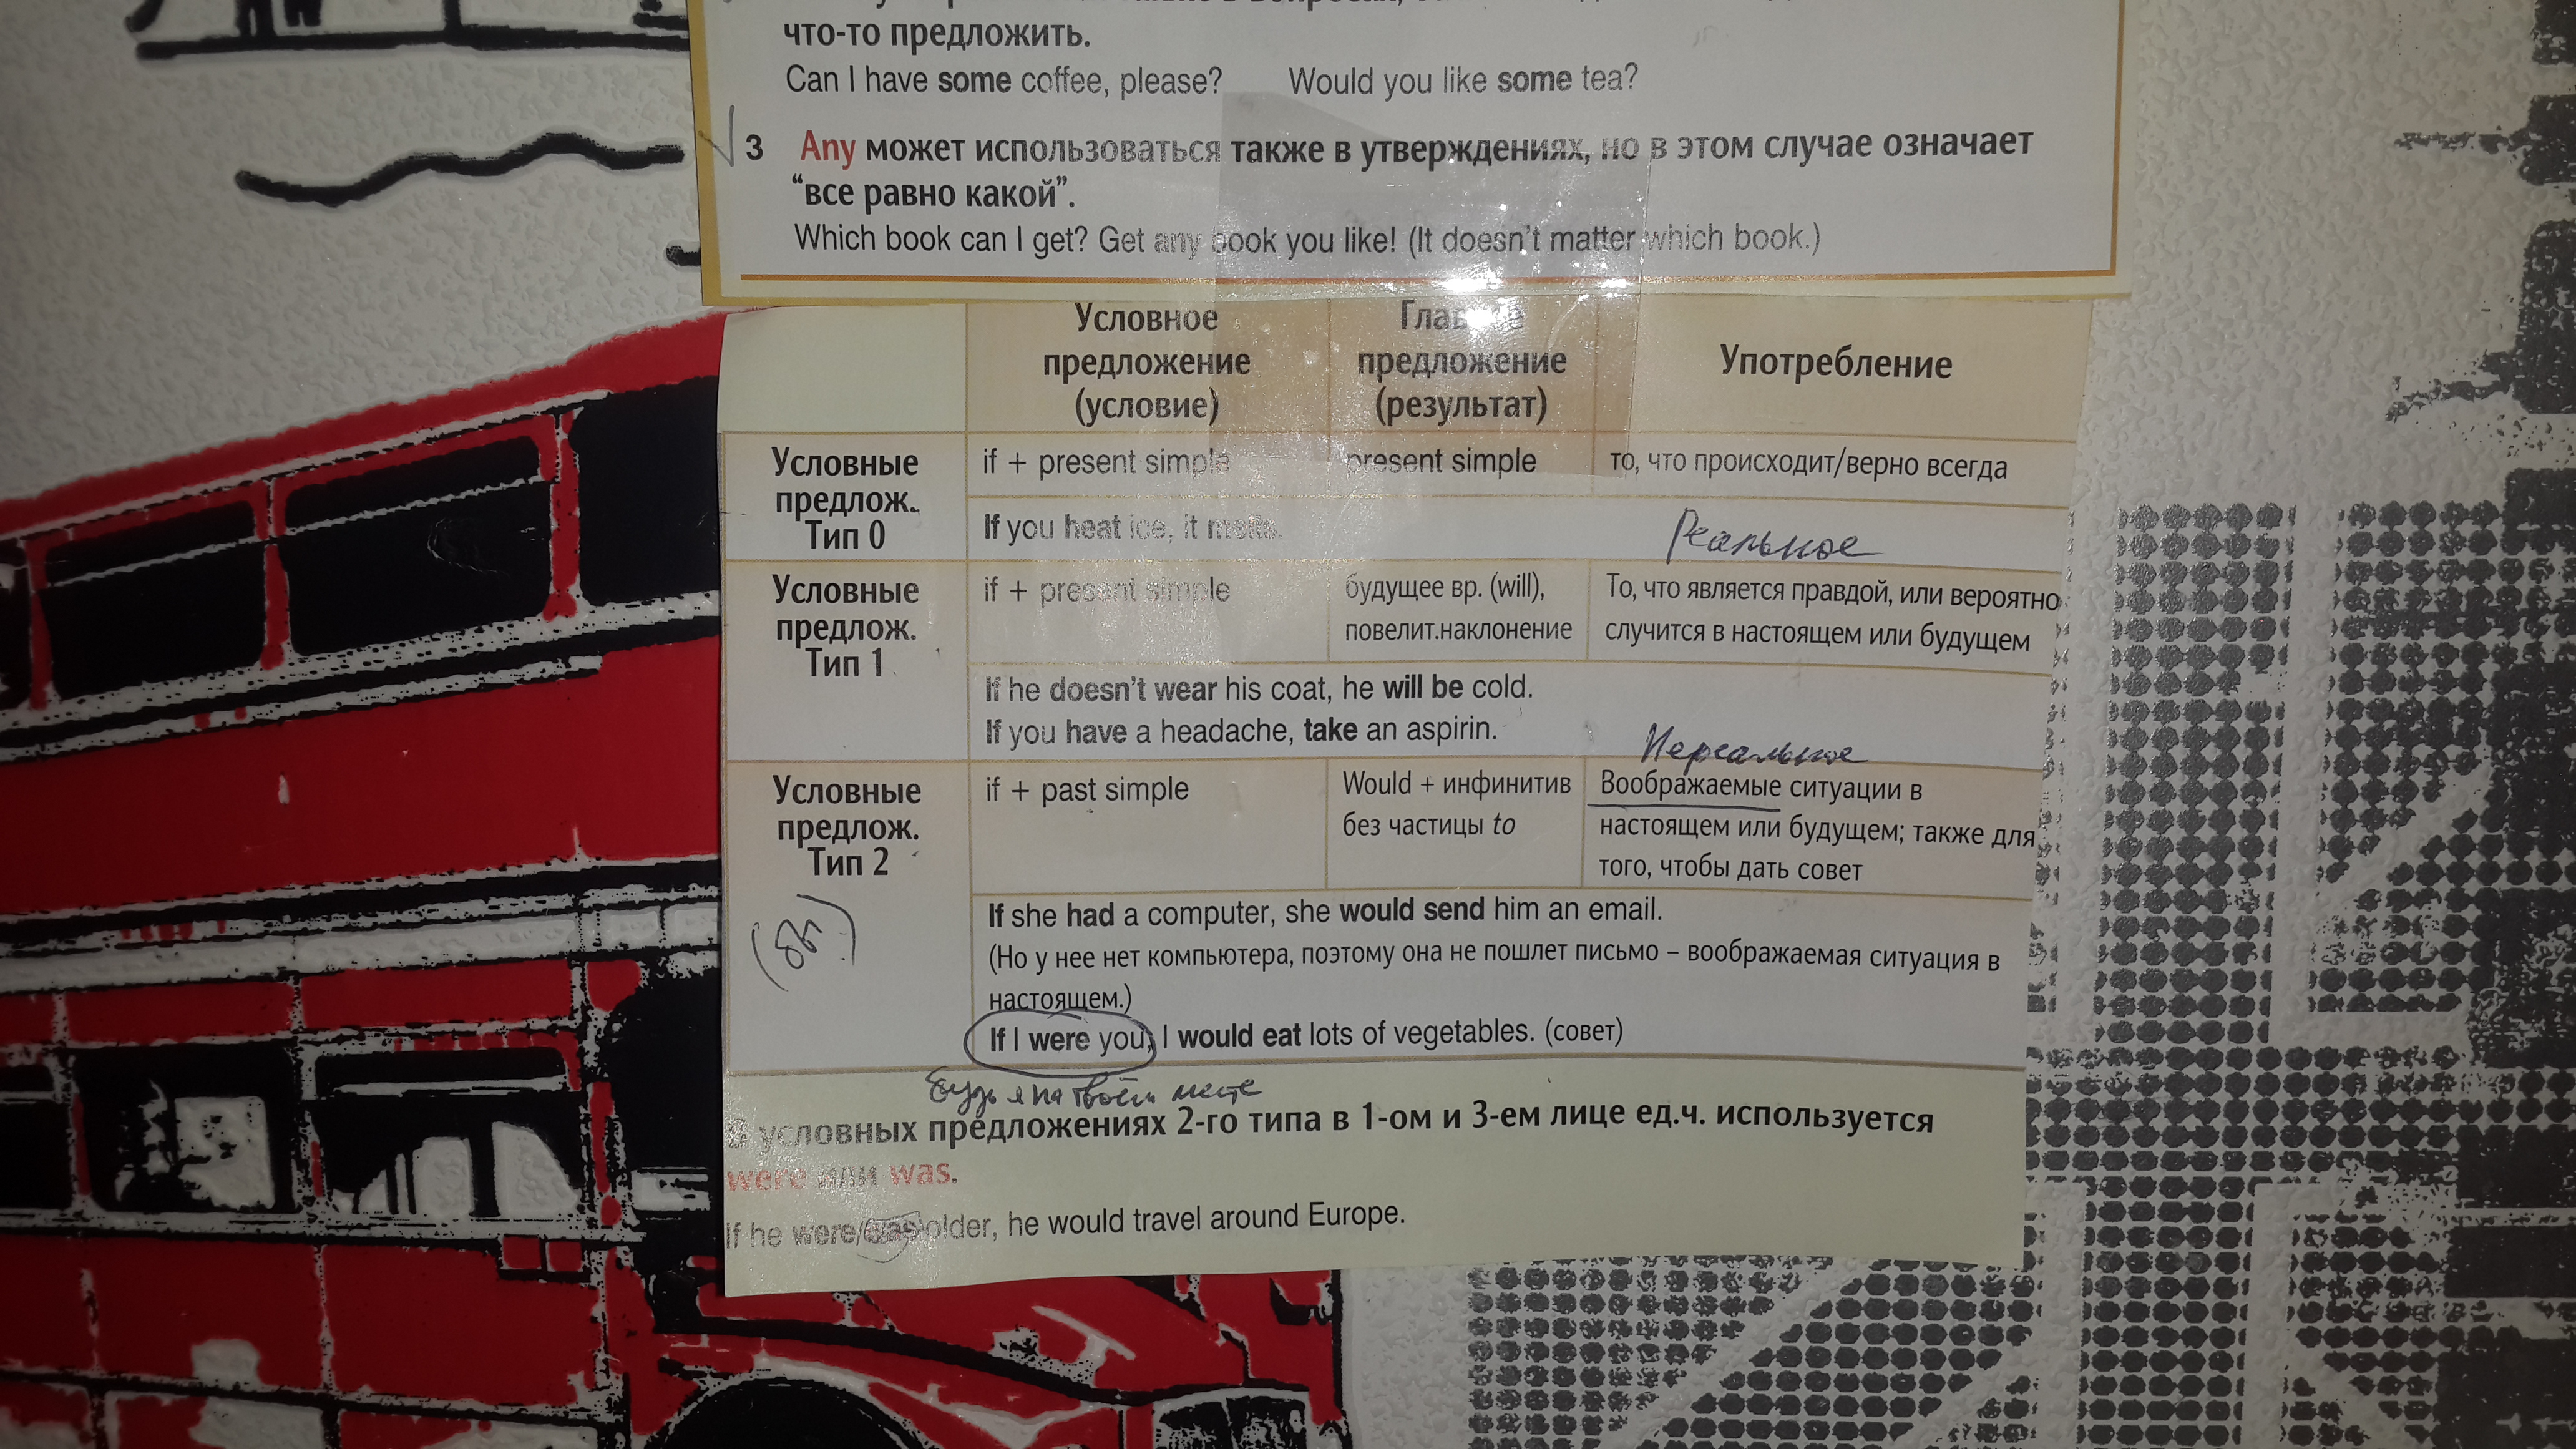 что-то предложить.
Can I have some coffee, please? Would you like some tea?
3 Any может использоваться также в утверждениях, но в этом случае означает
“все равно какой”.
Which book can I get? Get any book you like! (It doesn't matter which book.)
Условное предложение (условие)
предложение (результат)
Употребление
Условные предлож. Тип 0
if + present simple
present simple
то, что происходит/верно всегда
If you heat ice, it melts.
Реальное
Условные предлож. Тип 1
if + present simple
будущее вр. (will),
повелит.наклонение
То, что является правдой, или вероятно
случится в настоящем или будущем
If he doesn't wear his coat, he will be cold.
If you have a headache, take an aspirin.
Нереальное
Условные предлож. Тип 2
(бы)
if + past simple
Would + инфинитив
без частицы to
Воображаемые ситуации в
настоящем или будущем; также для
того, чтобы дать совет
If she had a computer, she would send him an email.
(Но у нее нет компьютера, поэтому она не пошлет письмо – воображаемая ситуация в
настоящем.)
If I were you, I would eat lots of vegetables. (совет)
Будь я на твоём месте
В условных предложениях 2-го типа в 1-ом и 3-ем лице ед.ч. используется
were или was.
If he were/was older, he would travel around Europe.